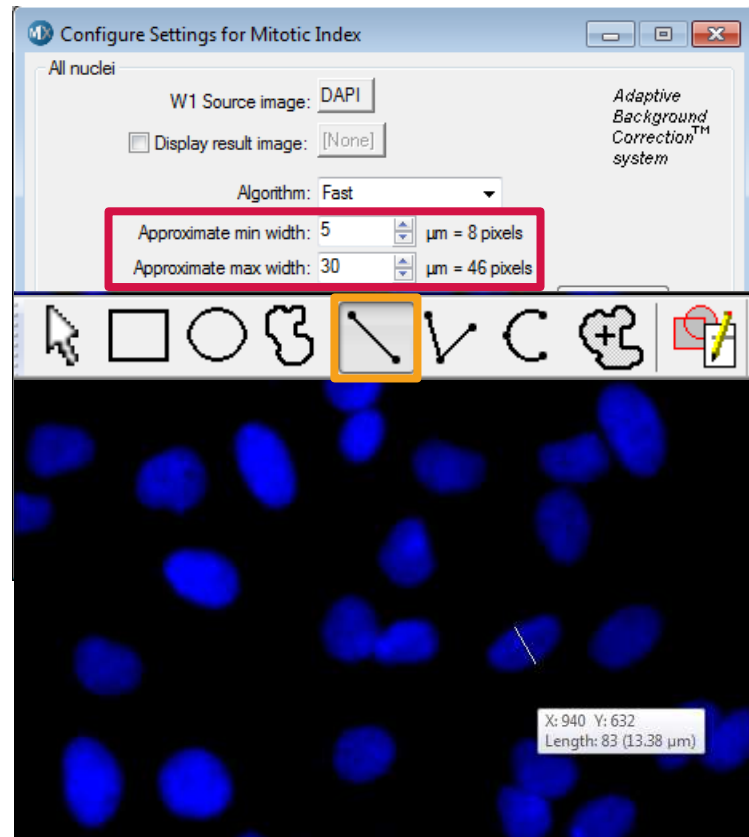 MX Configure Settings for Mitotic Index
All nuclei
W1 Source image: DAPI
Adaptive
Background
Correction™
system
Display result image: [None]
Algorithm: Fast
Approximate min width: 5 µm = 8 pixels
Approximate max width: 30 µm = 46 pixels
X: 940 Y: 632
Length: 83 (13.38 µm)